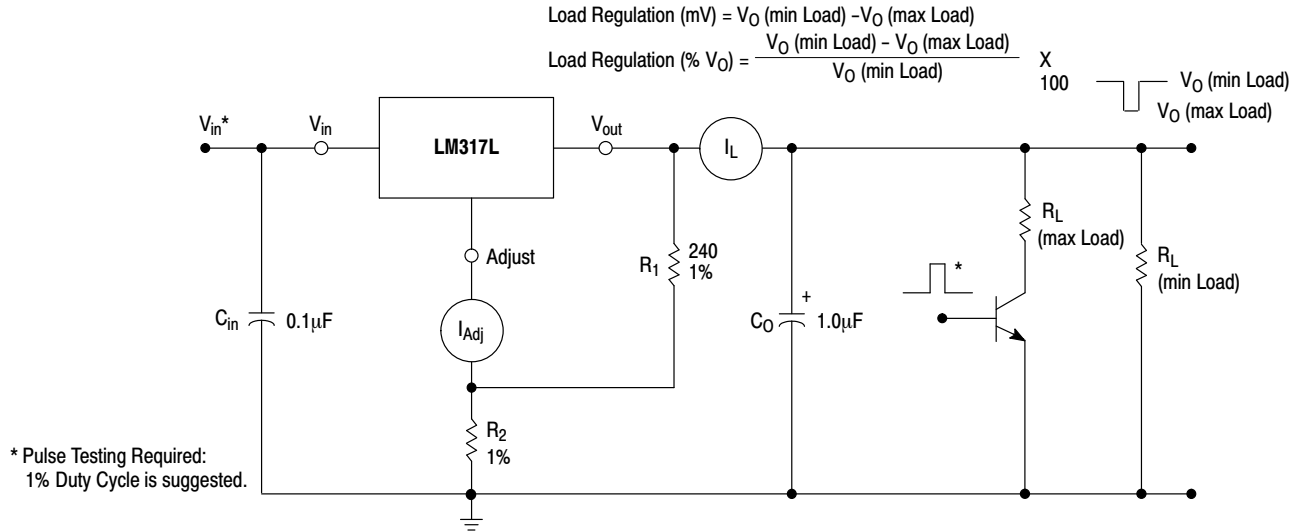 Load Regulation (mV) = VO (min Load) –VO (max Load)
Load Regulation (% VO) = VO (min Load) – VO (max Load)
VO (min Load)
X
100
VO (min Load)
VO (max Load)
Vin*
Vin
LM317L
Vout
IL
Adjust
R1
240
1%
RL
(max Load)
RL
(min Load)
*
Cin
0.1μF
IAdj
CO
+
1.0μF
R2
1%
* Pulse Testing Required:
1% Duty Cycle is suggested.